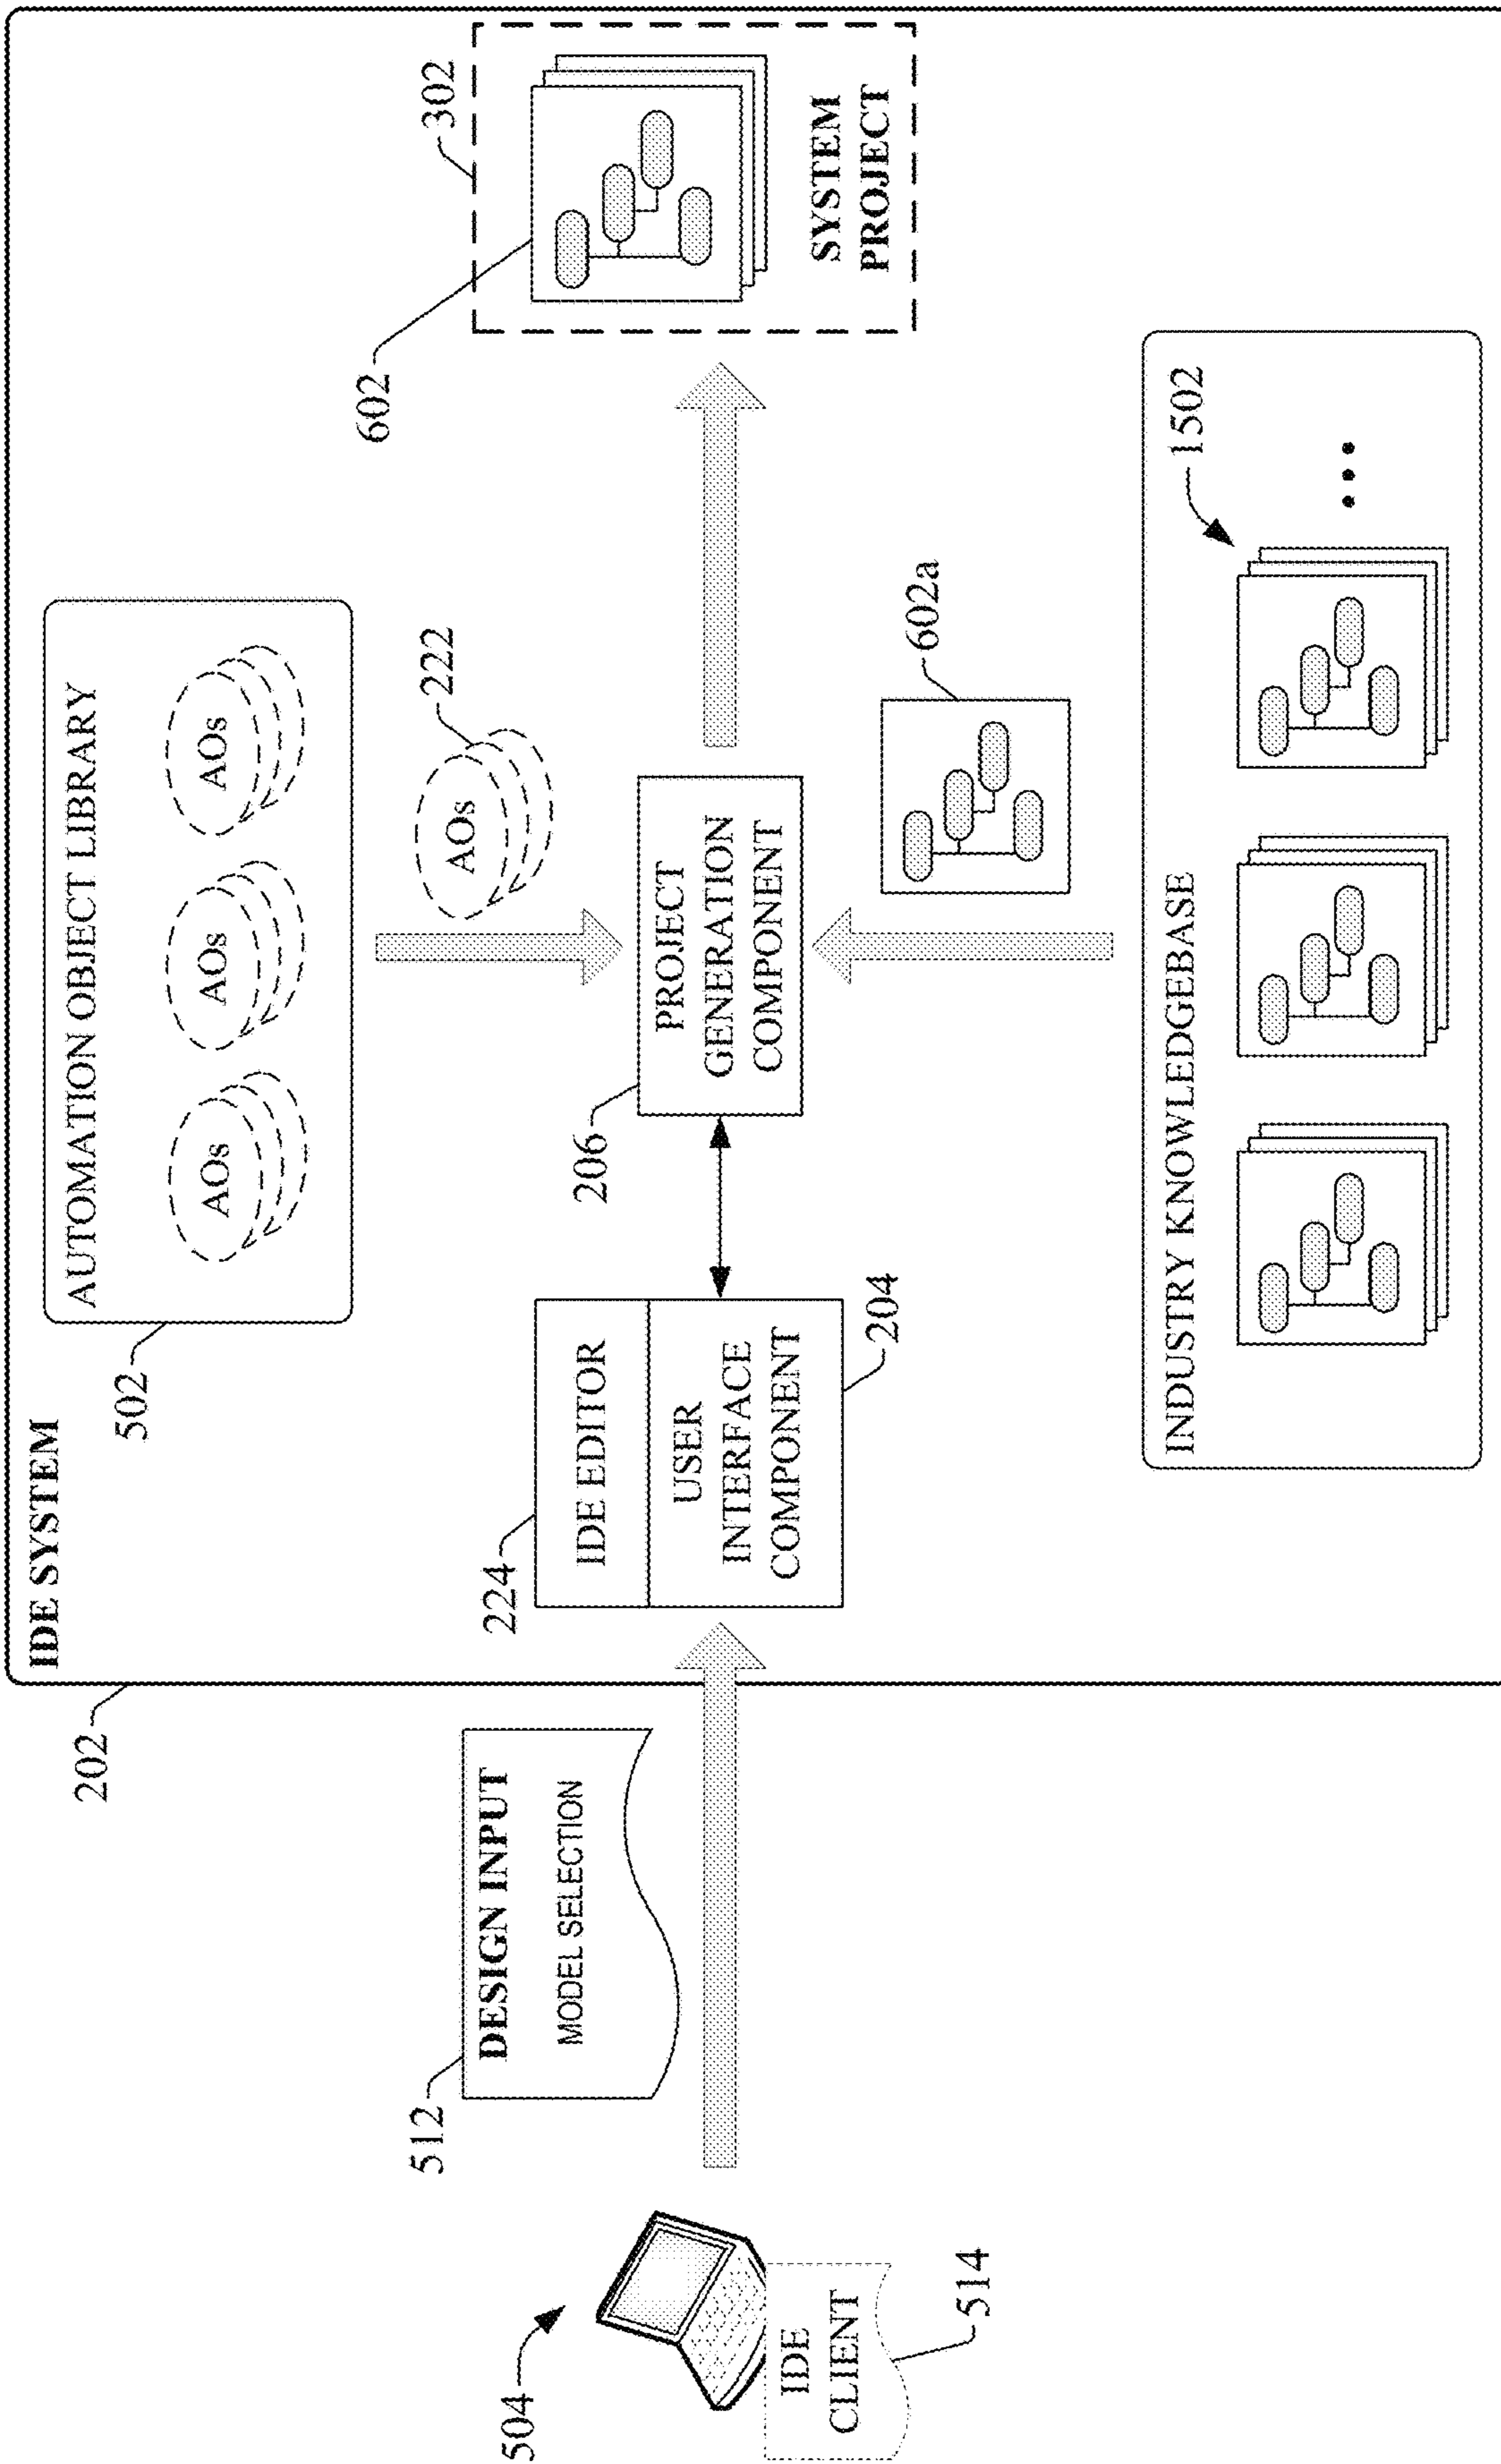 202
IDE SYSTEM
502
AUTOMATION OBJECT LIBRARY
AOs
AOs
AOs
AOs
222
504
IDE
CLIENT
514
512
DESIGN INPUT
MODEL SELECTION
224
IDE EDITOR
USER
INTERFACE
COMPONENT
204
206
PROJECT
GENERATION
COMPONENT
602
302
SYSTEM
PROJECT
602a
INDUSTRY KNOWLEDGEBASE
1502